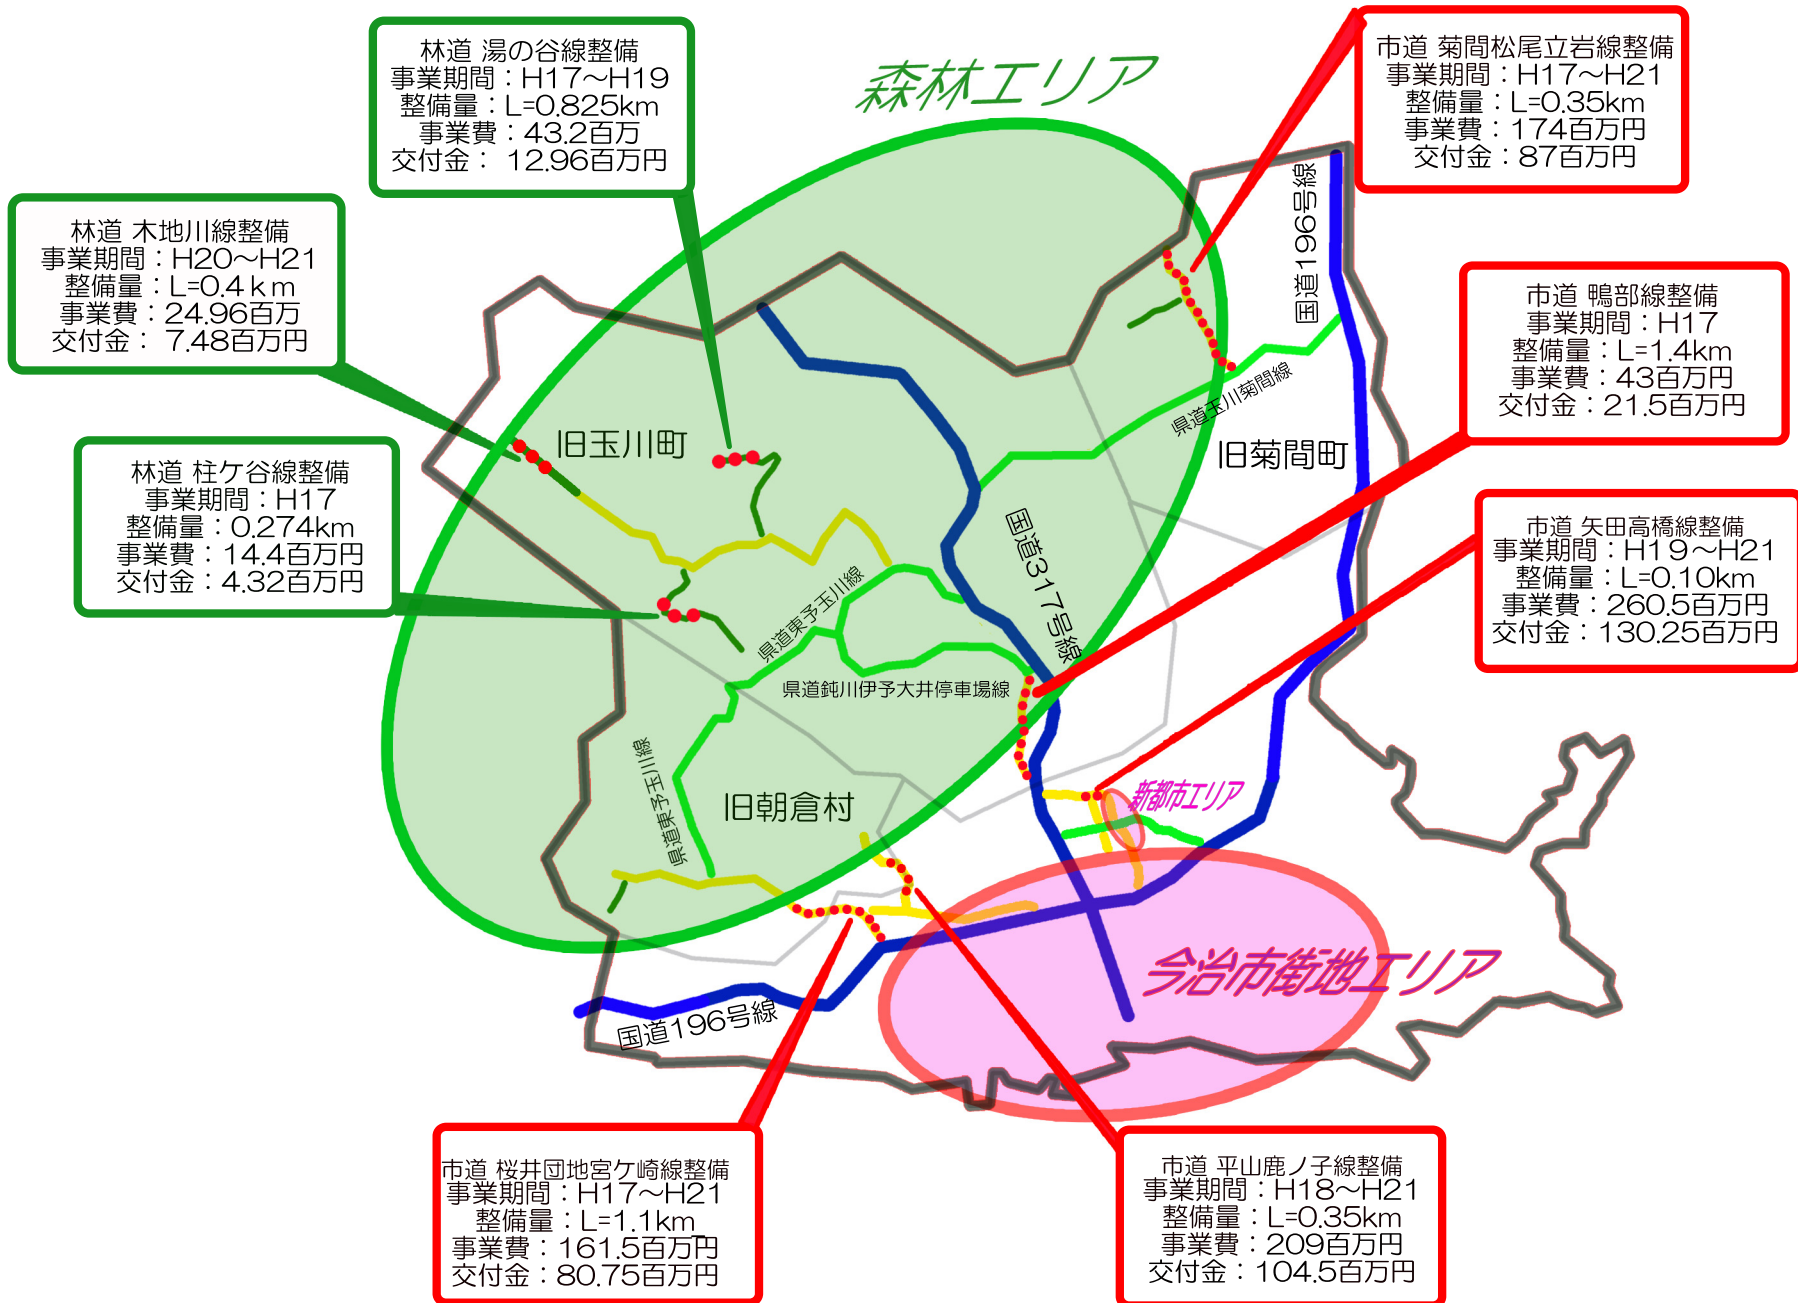 林道 湯の谷線整備
事業期間：H17〜H19
整備量：L=0.825km
事業費：43.2百万
交付金： 12.96百万円
森林エリア
市道 菊間松尾立岩線整備
事業期間：H17〜H21
整備量：L=0.35km
事業費：174百万円
交付金：87百万円
林道 木地川線整備
事業期間：H20〜H21
整備量：L=0.4ｋｍ
事業費：24.96百万
交付金： 7.48百万円
国道196号線
市道 鴨部線整備
事業期間：H17
整備量：L=1.4km
事業費：43百万円
交付金：21.5百万円
県道玉川菊間線
旧玉川町
旧菊間町
林道 柱ケ谷線整備
事業期間：H17
整備量：0.274km
事業費：14.4百万円
交付金：4.32百万円
国道317号線
市道 矢田高橋線整備
事業期間：H19〜H21
整備量：L=0.10km
事業費：260.5百万円
交付金：130.25百万円
県道東予玉川線
県道鈍川伊予大井停車場線
県道東予玉川線
旧朝倉村
新都市エリア
今治市街地エリア
国道196号線
市道 桜井団地宮ケ崎線整備
事業期間：H17〜H21
整備量：L=1.1km
事業費：161.5百万円
交付金：80.75百万円
市道 平山鹿ノ子線整備
事業期間：H18〜H21
整備量：L=0.35km
事業費：209百万円
交付金：104.5百万円